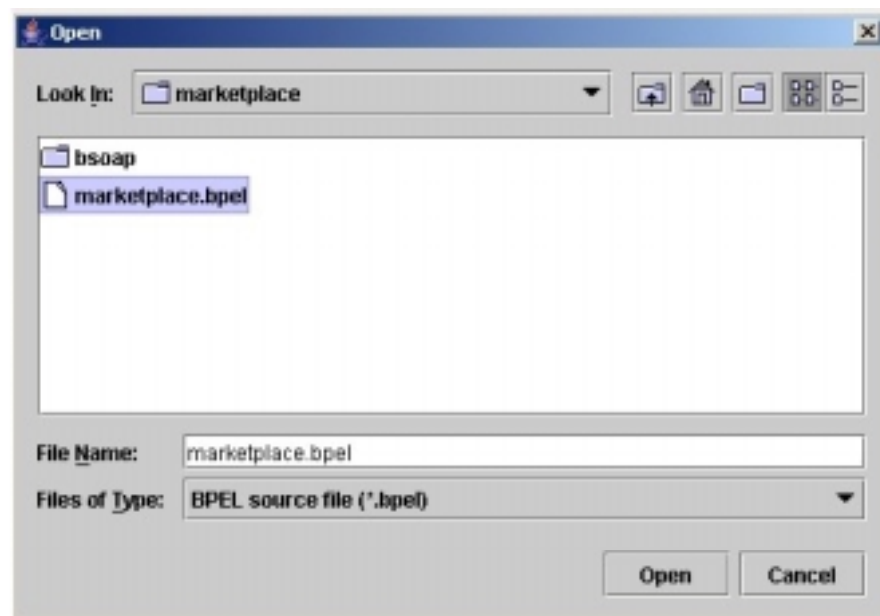 Open
Look In: marketplace
bsoap
marketplace.bpel
File Name: marketplace.bpel
Files of Type: BPEL source file (*.bpel)
Open Cancel